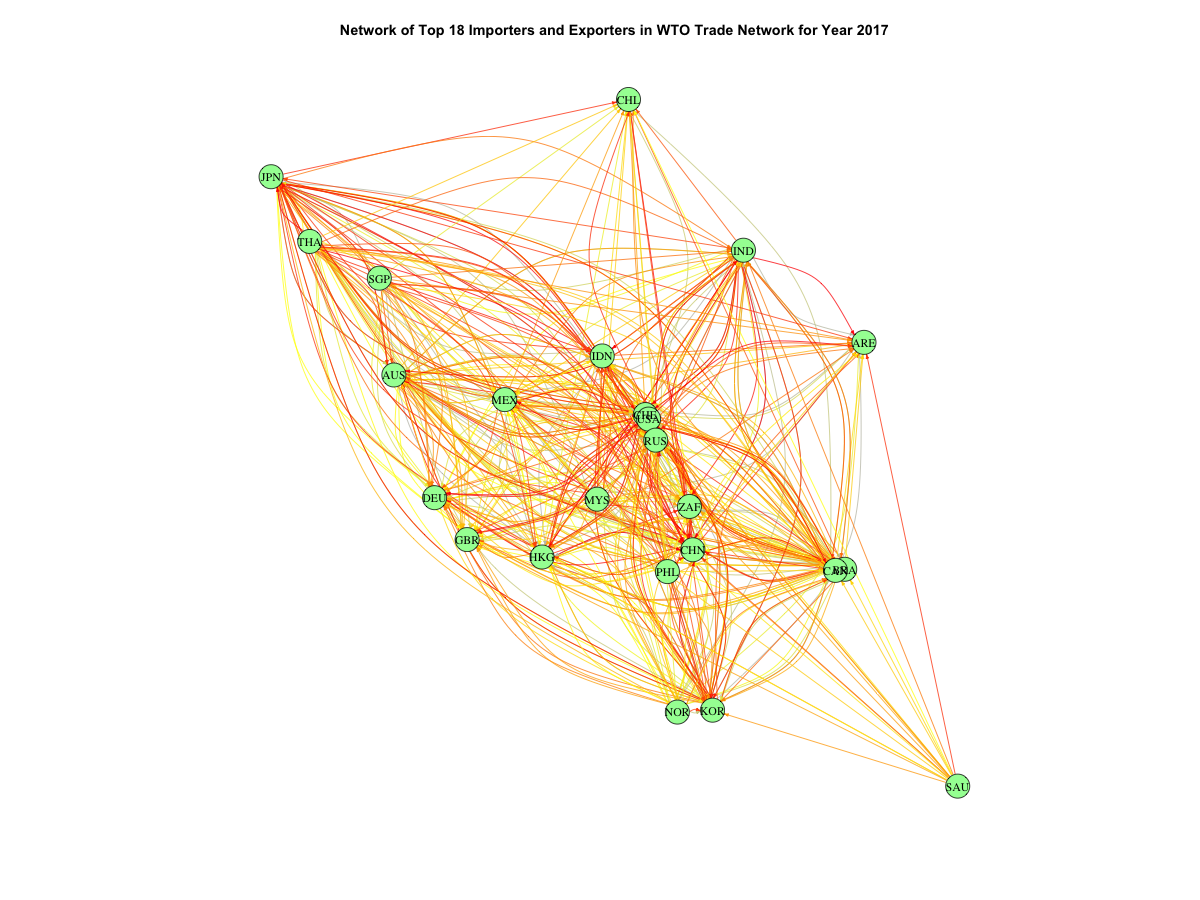 Network of Top 18 Importers and Exporters in WTO Trade Network for Year 2017
CHL
JPN
THA
IND
SGP
ARE
IDN
AUS
MEX
CHE
USA
RUS
DEU
MYS
ZAF
GBR
CHN
HKG
PHL
CAN
BRA
NOR
KOR
SAU